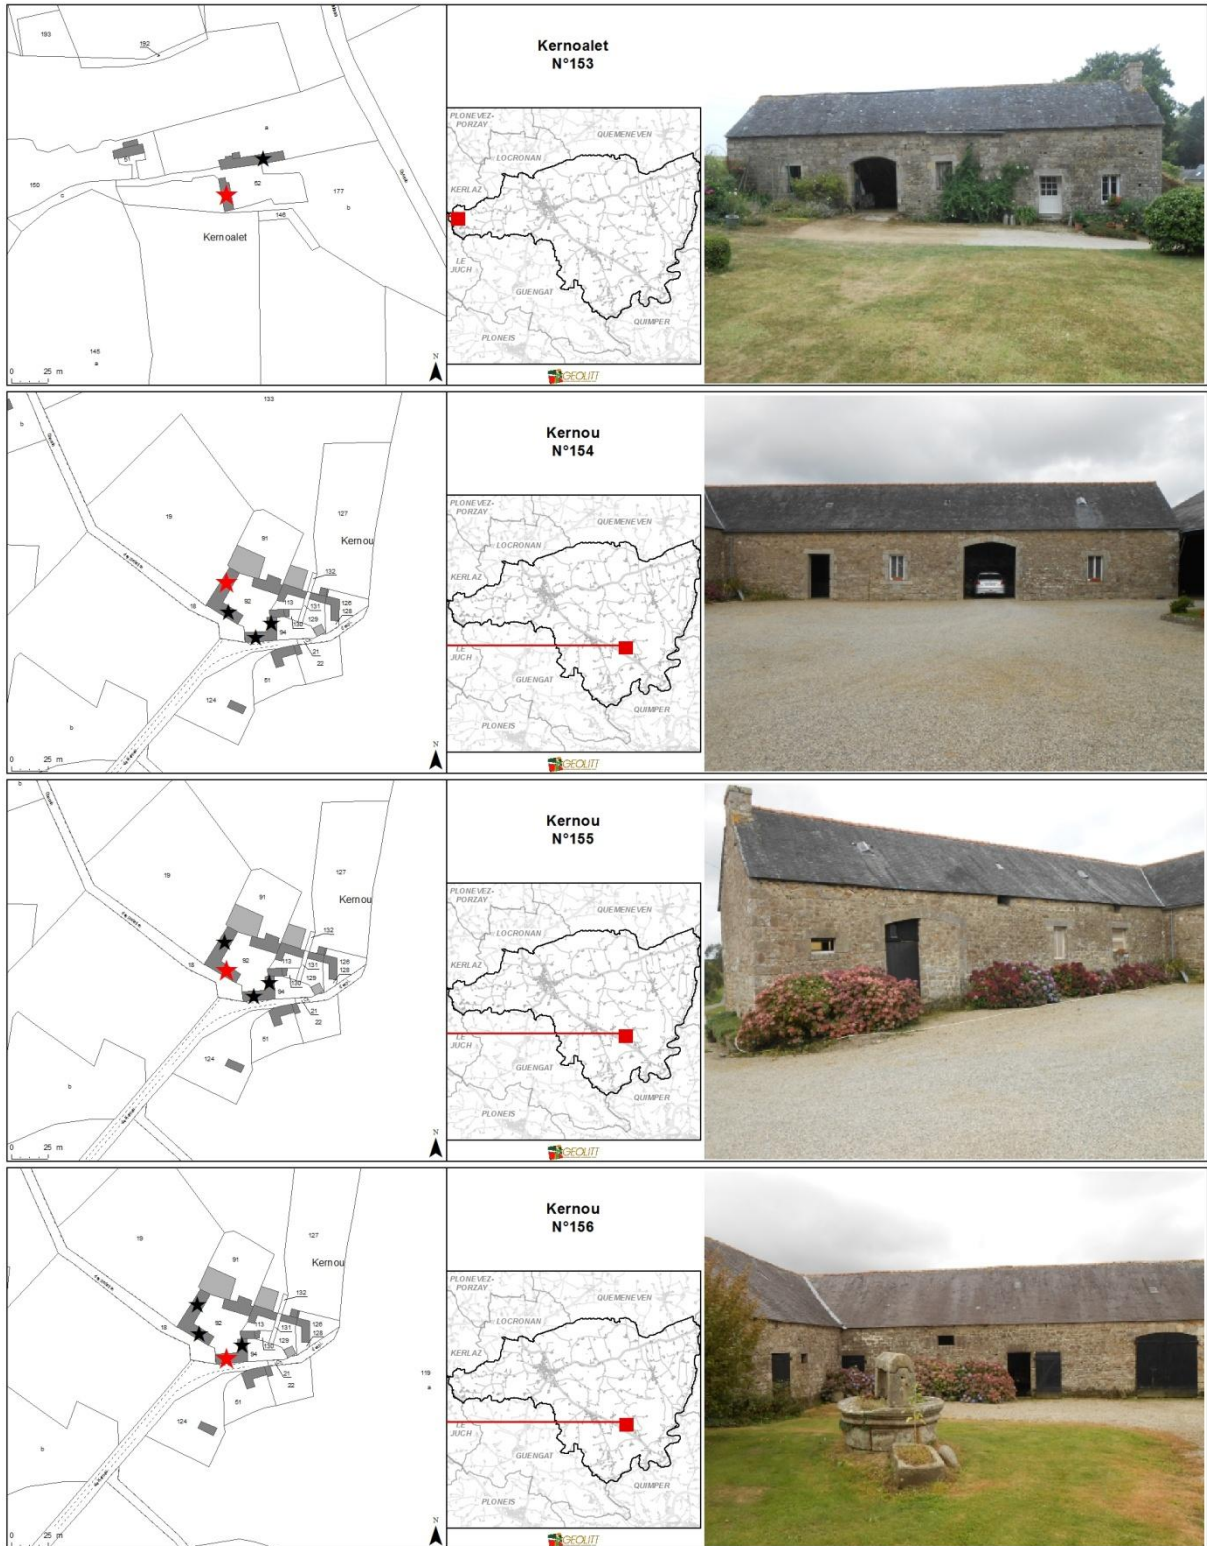 Kernoalet
N°153
193
192
a
51
52
150
c
177
b
146
Kernoalet
146
a
0 25 m
N
PLONEVEZ-
PORZAY
QUEMENEVEN
LOCRONAN
KERLAZ
LE
JUCH
GUENGAT
QUIMPER
PLONEIS
GEOLITT
Kernou
N°154
133
b
19
127
91
Kernou
132
18
92
113
131
126
128
129
130
94
21
22
51
124
b
0 25 m
N
PLONEVEZ-
PORZAY
QUEMENEVEN
LOCRONAN
KERLAZ
LE
JUCH
GUENGAT
QUIMPER
PLONEIS
GEOLITT
Kernou
N°155
b
19
127
91
Kernou
132
18
92
113
131
126
128
129
130
94
21
22
51
124
b
0 25 m
N
PLONEVEZ-
PORZAY
QUEMENEVEN
LOCRONAN
KERLAZ
LE
JUCH
GUENGAT
QUIMPER
PLONEIS
GEOLITT
Kernou
N°156
19
127
91
Kernou
132
18
92
113
131
126
128
129
130
94
21
22
51
119
a
124
b
0 25 m
N
PLONEVEZ-
PORZAY
QUEMENEVEN
LOCRONAN
KERLAZ
LE
JUCH
GUENGAT
QUIMPER
PLONEIS
GEOLITT